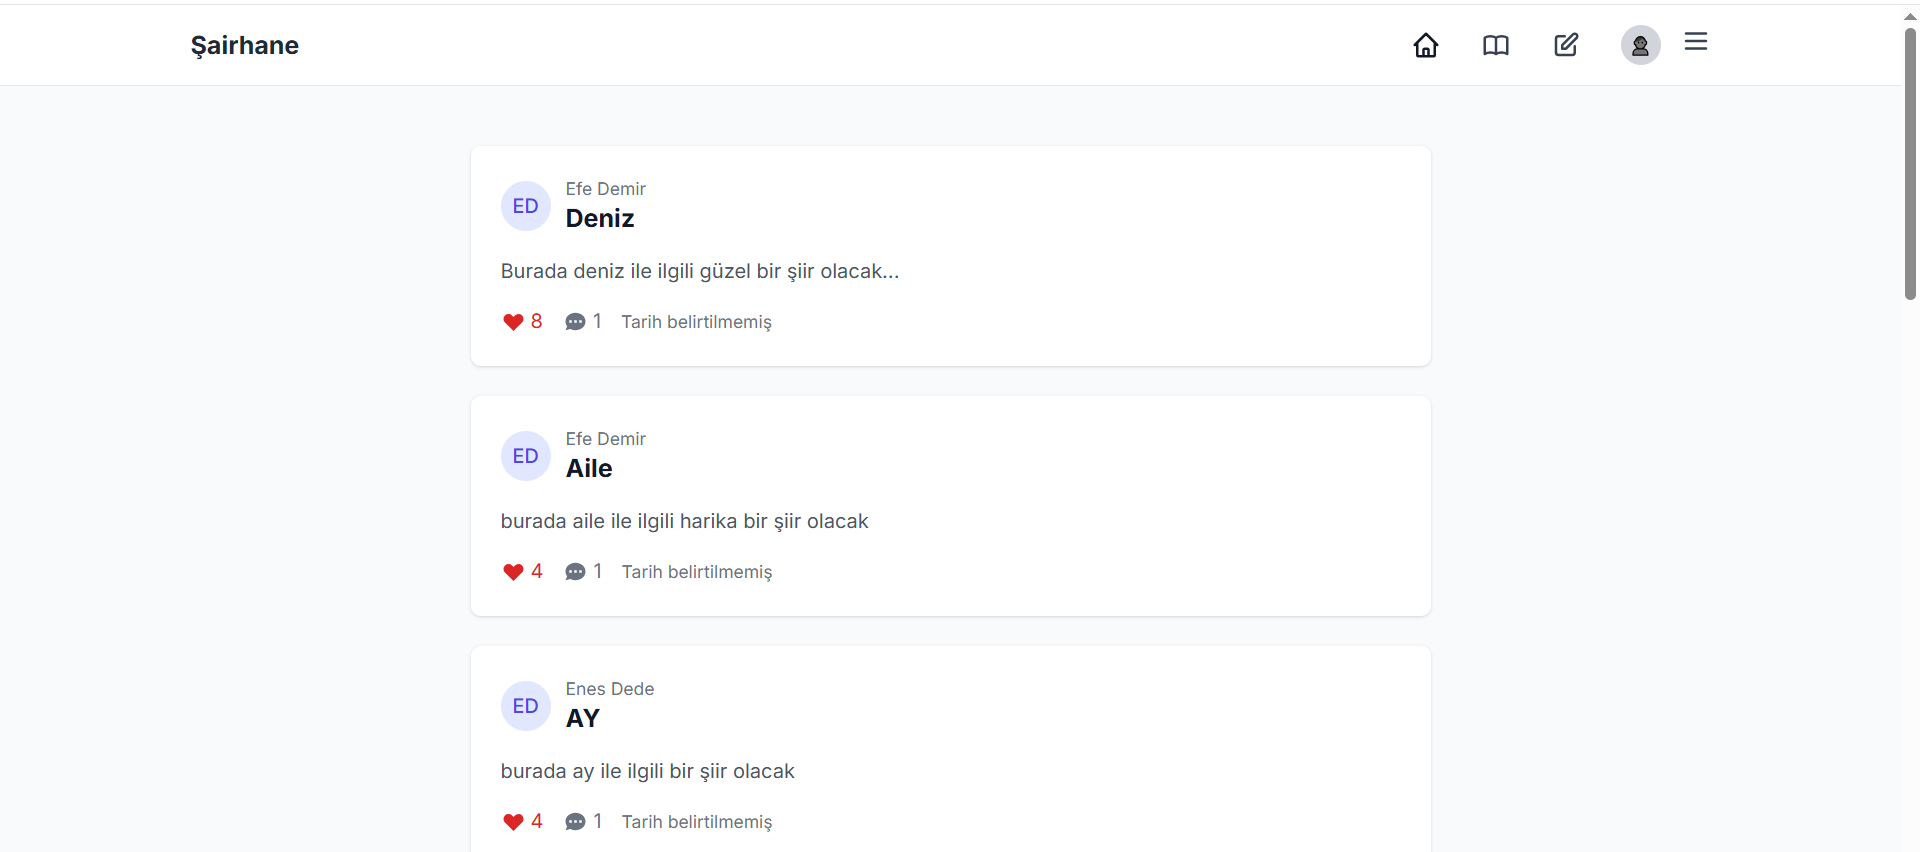 Şairhane
ED
Efe Demir
Deniz
Burada deniz ile ilgili güzel bir şiir olacak...
8 1 Tarih belirtilmemiş
ED
Efe Demir
Aile
burada aile ile ilgili harika bir şiir olacak
4 1 Tarih belirtilmemiş
ED
Enes Dede
AY
burada ay ile ilgili bir şiir olacak
4 1 Tarih belirtilmemiş